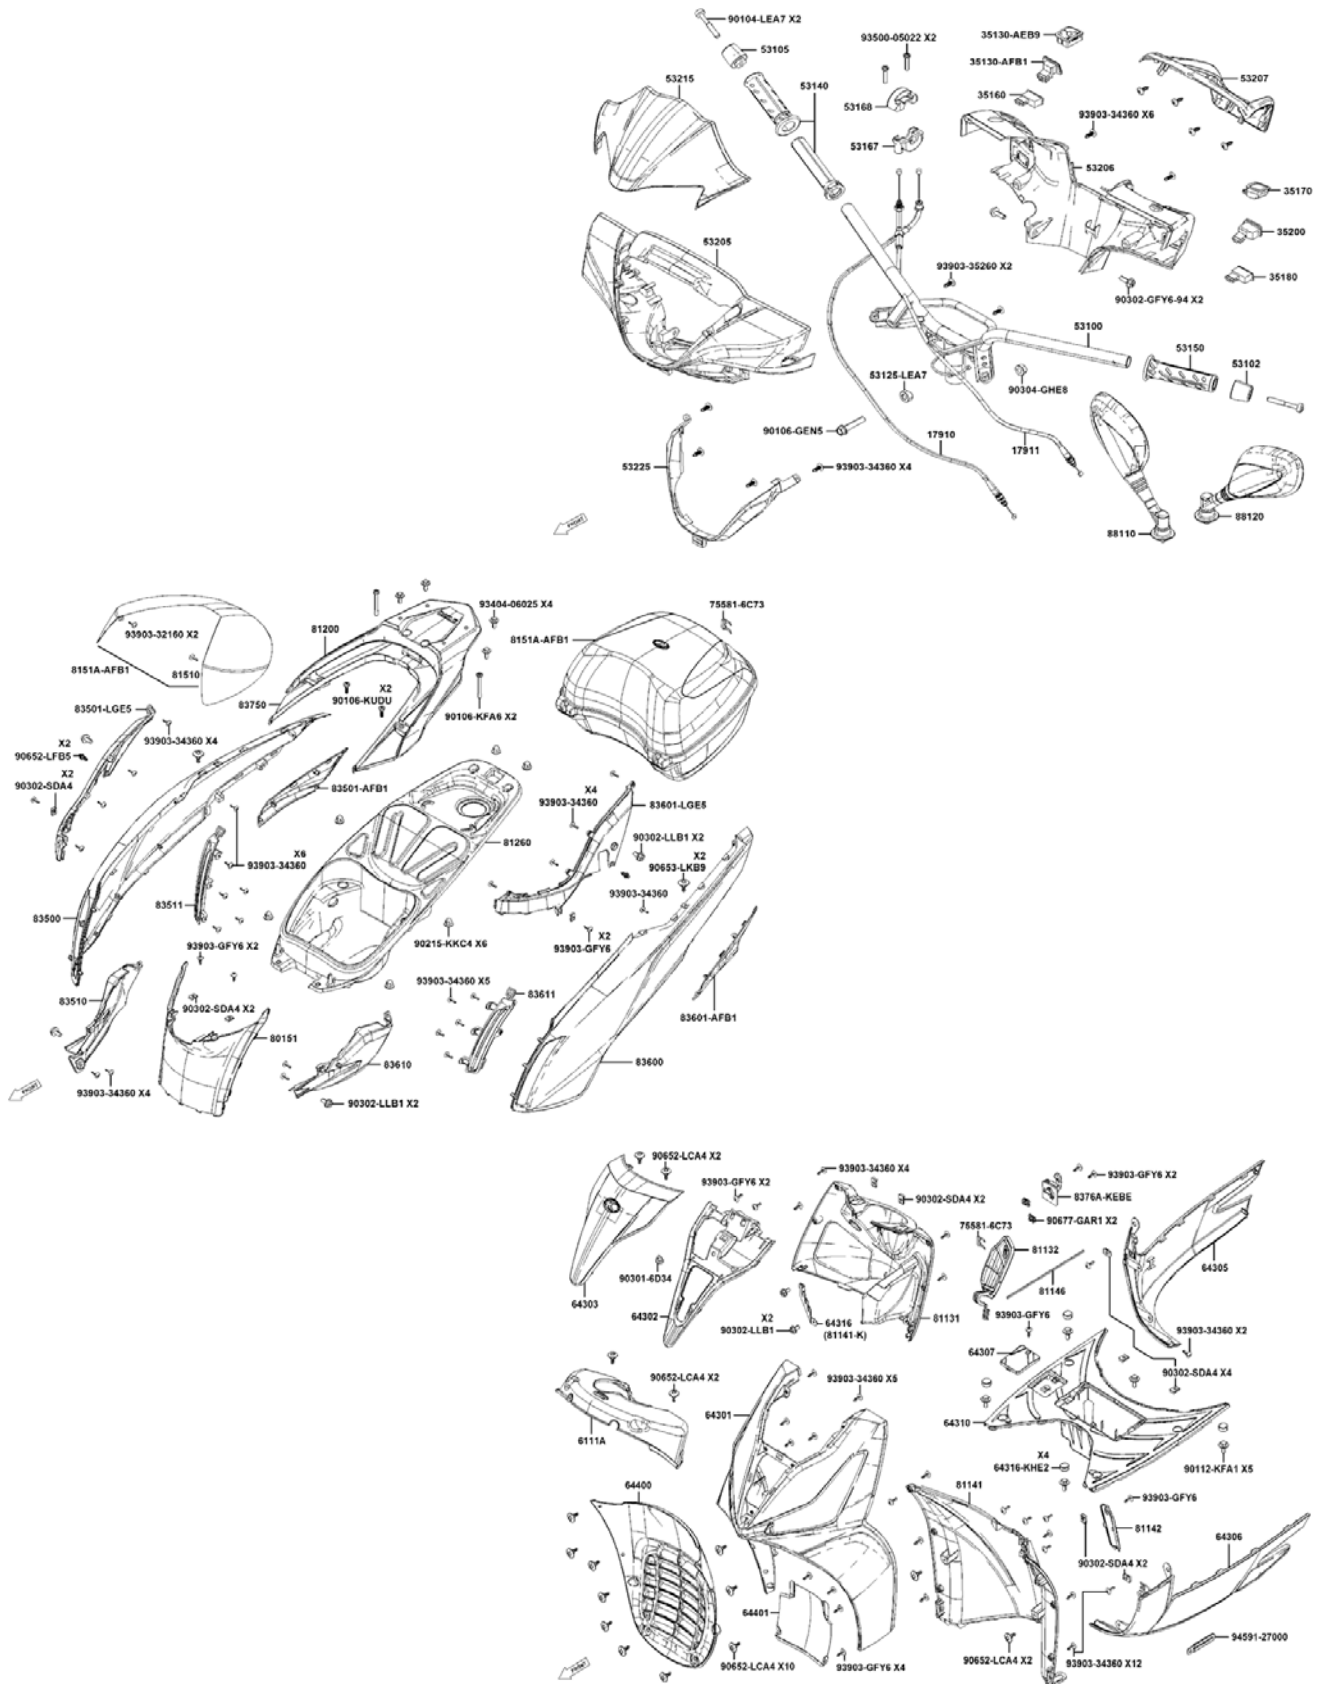 90104-LEA7 X2
53105
93500-05022 X2
35130-AEB9
35130-AFB1
53207
53215
53140
53168
35160
93903-34360 X6
53167
53206
35170
35200
53205
93903-35260 X2
35180
90302-GFY6-94 X2
53100
53150
53102
53125-LEA7
90304-GHE8
90106-GEN5
17910
17911
53225
93903-34360 X4
88120
88110
FRONT
93404-06025 X4
75581-6C73
93903-32160 X2
81200
8151A-AFB1
8151A-AFB1
81510
X2
90106-KUDU
83750
90106-KFA6 X2
83501-LGE5
93903-34360 X4
X2
90652-LFB5
X2
90302-SDA4
83501-AFB1
X4
93903-34360
83601-LGE5
81260
90302-LLB1 X2
X6
93903-34360
X2
90653-LKB9
93903-34360
83511
83500
93903-GFY6 X2
90215-KKC4 X6
X2
93903-GFY6
93903-34360 X5
83611
83510
90302-SDA4 X2
83601-AFB1
80151
83610
83600
93903-34360 X4
90302-LLB1 X2
FRONT
90652-LCA4 X2
93903-34360 X4
93903-GFY6 X2
93903-GFY6 X2
8376A-KEBE
90302-SDA4 X2
90677-GAR1 X2
75581-6C73
81132
64305
90301-6D34
81146
64303
64302
X2
90302-LLB1
64316
(81141-K)
81131
93903-GFY6
93903-34360 X2
64307
90302-SDA4 X4
90652-LCA4 X2
93903-34360 X5
64301
64310
6111A
X4
64316-KHE2
90112-KFA1 X5
64400
81141
93903-GFY6
81142
64306
90302-SDA4 X2
64401
94591-27000
90652-LCA4 X10
93903-GFY6 X4
90652-LCA4 X2
93903-34360 X12
FRONT